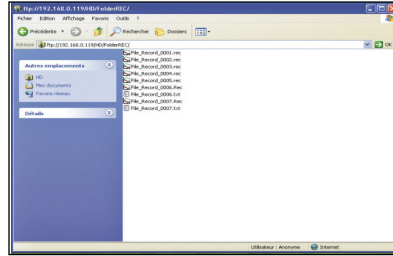 ftp://192.168.0.119/HD/FolderREC/
Fichier Edition Affichage Favoris Outils ?
Précédente Rechercher Dossiers
Adresse ftp://192.168.0.119/HD/FolderREC/ OK
Autres emplacements
HD
Mes documents
Favoris réseau
Détails
File_Record_0001.rec
File_Record_0002.rec
File_Record_0003.rec
File_Record_0004.rec
File_Record_0005.rec
File_Record_0006.Rec
File_Record_0006.txt
File_Record_0007.Rec
File_Record_0007.txt
Utilisateur : Anonyme Internet